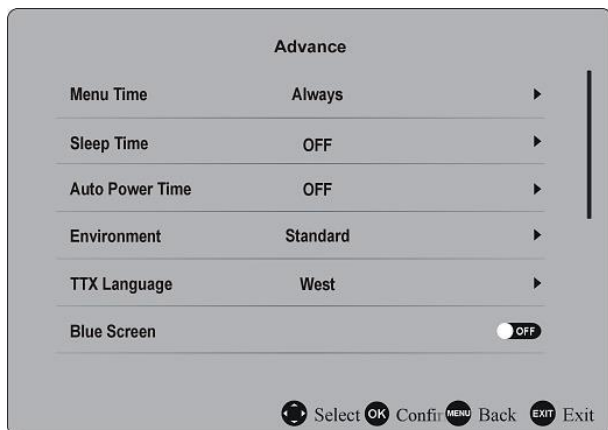 Advance
Menu Time Always
Sleep Time OFF
Auto Power Time OFF
Environment Standard
TTX Language West
Blue Screen OFF
Select OK Confir MENU Back EXIT Exit